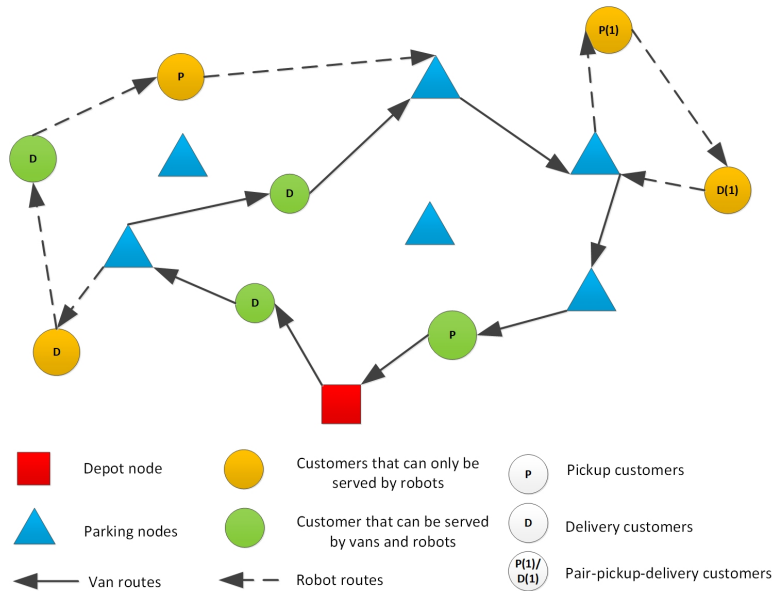 P(1)
P
D
D(1)
D
D
P
D
Depot node
Customers that can only be
served by robots
P
Pickup customers
Parking nodes
Customer that can be served
by vans and robots
D
Delivery customers
Van routes
Robot routes
P(1)/
D(1)
Pair-pickup-delivery customers